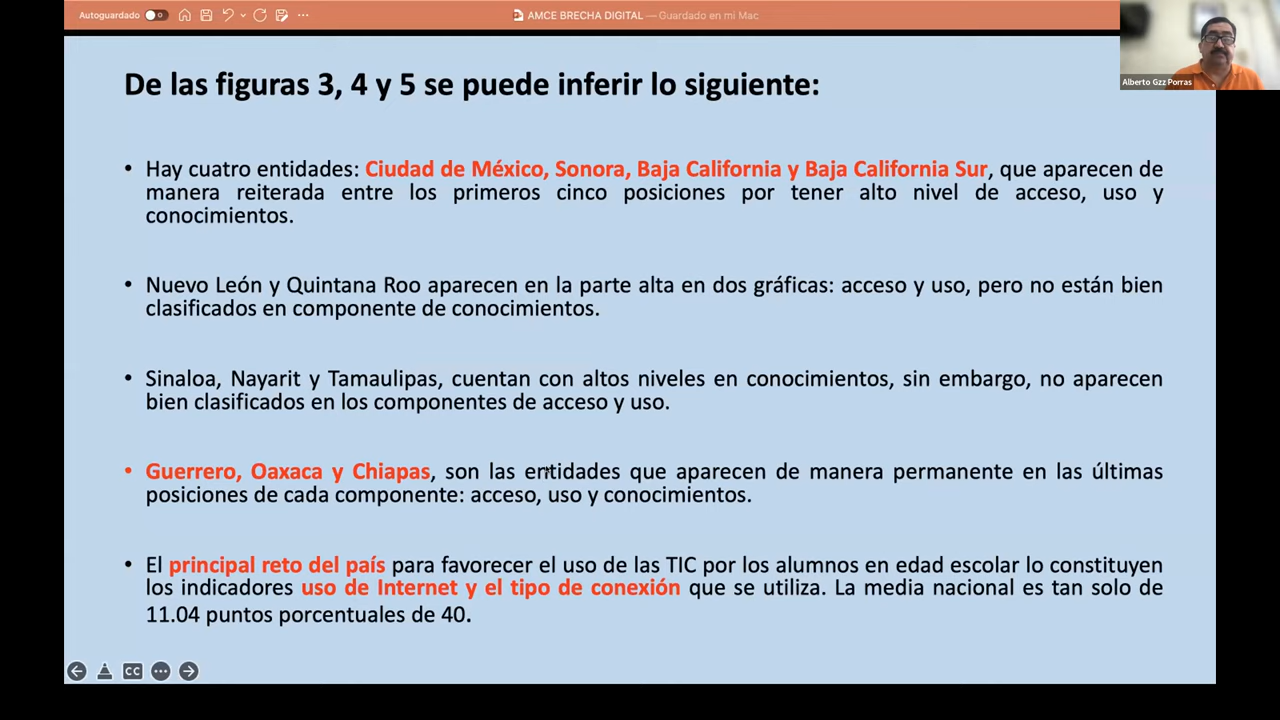 Autoguardado
AMCE BRECHA DIGITAL — Guardado en mi Mac
Alberto Gzz Porras
De las figuras 3, 4 y 5 se puede inferir lo siguiente:
• Hay cuatro entidades: Ciudad de México, Sonora, Baja California y Baja California Sur, que aparecen de
manera reiterada entre los primeros cinco posiciones por tener alto nivel de acceso, uso y
conocimientos.
• Nuevo León y Quintana Roo aparecen en la parte alta en dos gráficas: acceso y uso, pero no están bien
clasificados en componente de conocimientos.
• Sinaloa, Nayarit y Tamaulipas, cuentan con altos niveles en conocimientos, sin embargo, no aparecen
bien clasificados en los componentes de acceso y uso.
• Guerrero, Oaxaca y Chiapas, son las entidades que aparecen de manera permanente en las últimas
posiciones de cada componente: acceso, uso y conocimientos.
• El principal reto del país para favorecer el uso de las TIC por los alumnos en edad escolar lo constituyen
los indicadores uso de Internet y el tipo de conexión que se utiliza. La media nacional es tan solo de
11.04 puntos porcentuales de 40.
CC